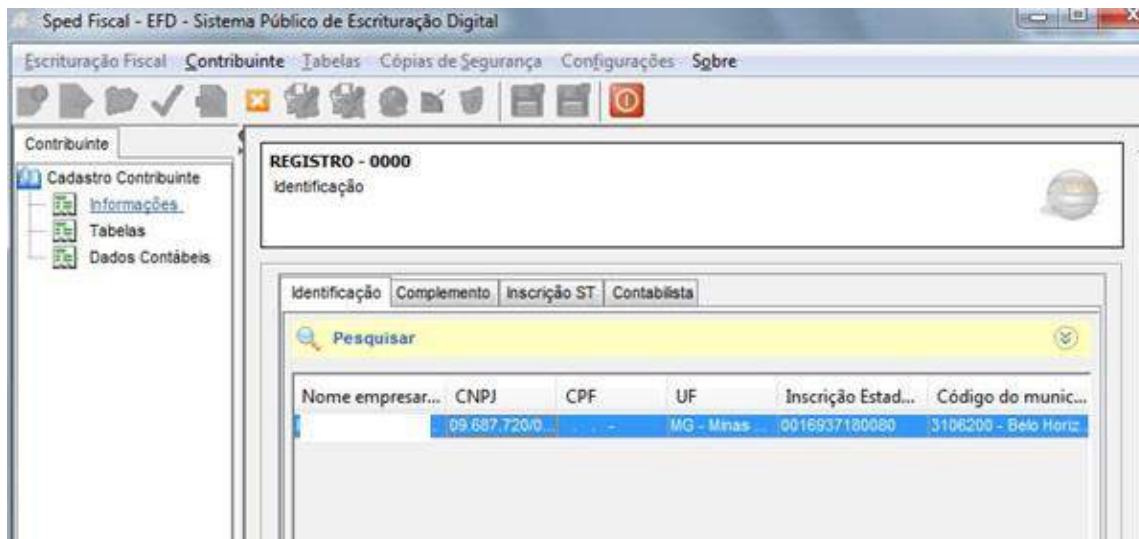 Sped Fiscal - EFD - Sistema Público de Escrituração Digital
Escrituração Fiscal Contribuinte Tabelas Cópias de Segurança Configurações Sobre
Contribuinte
Cadastro Contribuinte
Informações
Tabelas
Dados Contábeis
REGISTRO - 0000
Identificação
Identificação Complemento Inscrição ST Contabilista
Pesquisar
Nome empresar... CNPJ CPF UF Inscrição Estad... Código do munic...
09.687.720/0... . . - MG - Minas ... 0016937180080 3106200 - Belo Horiz...